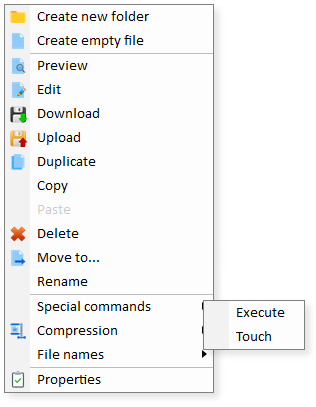 Create new folder
Create empty file
Preview
Edit
Download
Upload
Duplicate
Copy
Paste
Delete
Move to...
Rename
Special commands
Execute
Touch
Compression
File names
Properties